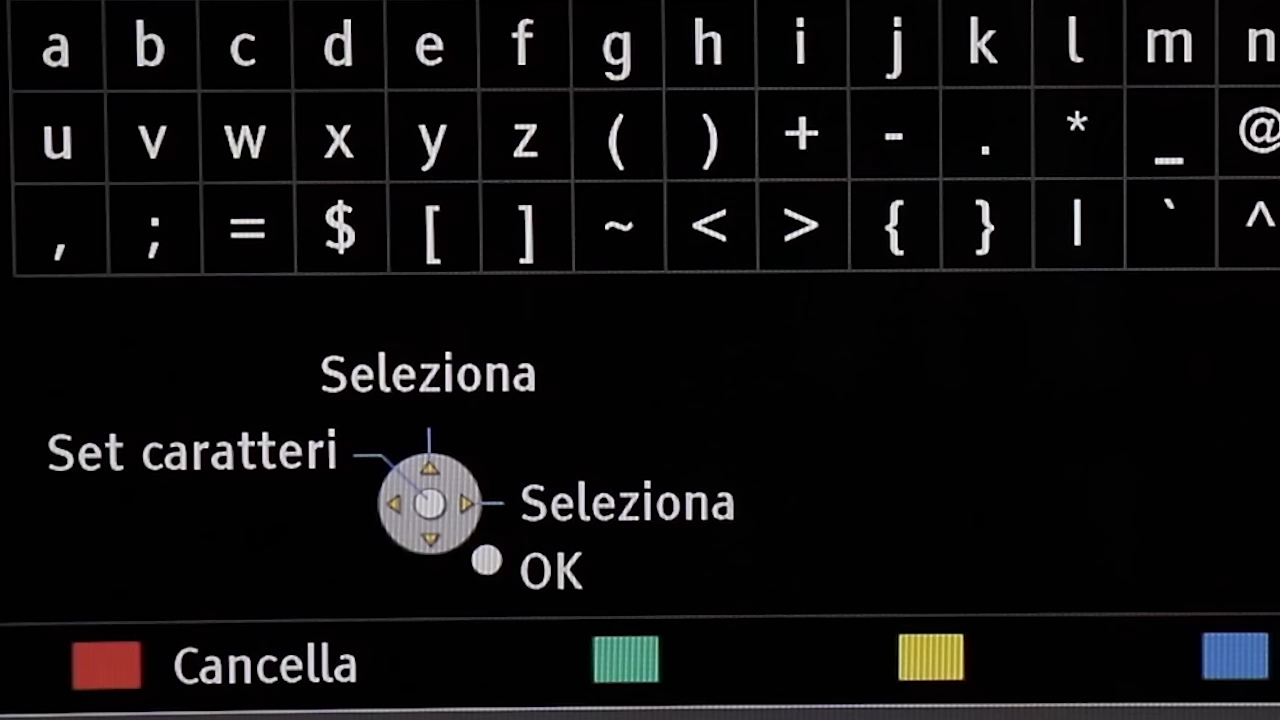 a b c d e f g h i j k l m n
u v w x y z ( ) + - . * _ @
, ; = $ [ ] ~ < > { } | ` ^
Seleziona
Set caratteri
Seleziona
OK
Cancella